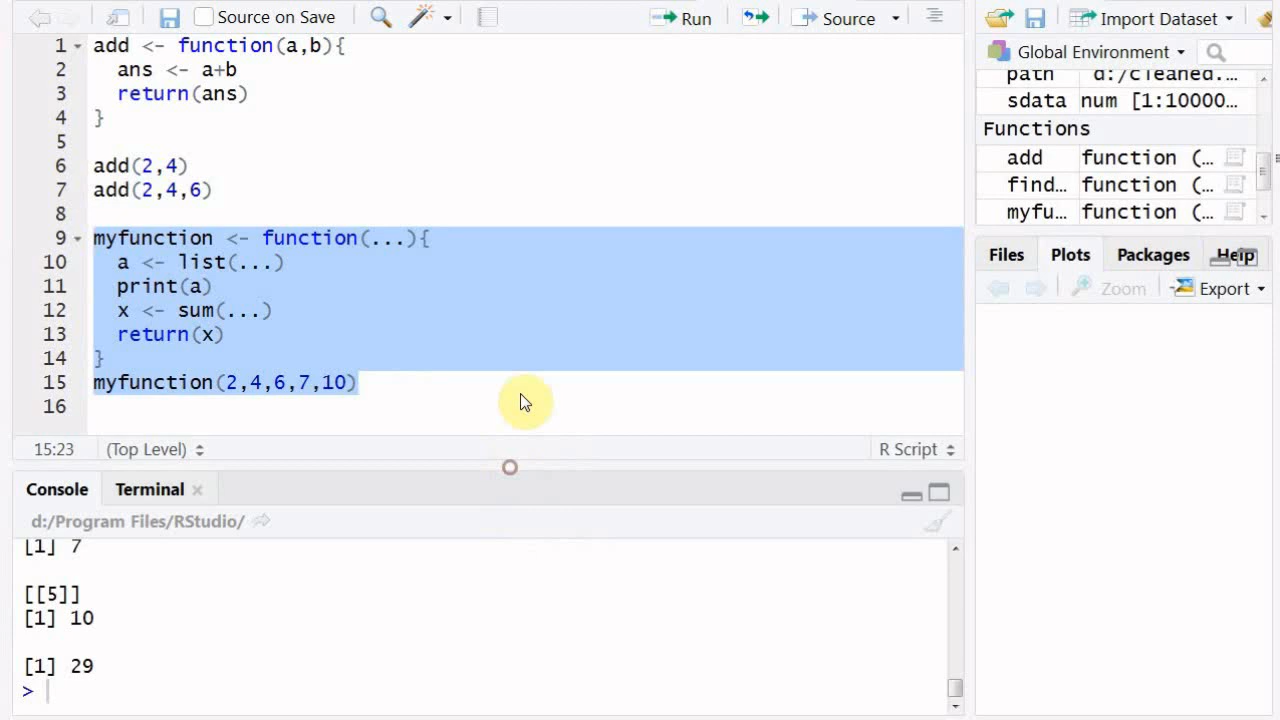 Source on Save
Run
Source
1 add <- function(a,b){
2 ans <- a+b
3 return(ans)
4 }
5
6 add(2,4)
7 add(2,4,6)
8
9 myfunction <- function(...){
10 a <- list(...)
11 print(a)
12 x <- sum(...)
13 return(x)
14 }
15 myfunction(2,4,6,7,10)
16
15:23 (Top Level) R Script
Console Terminal
d:/Program Files/RStudio/
[1] 7
[[5]]
[1] 10
[1] 29
>
Import Dataset
Global Environment
path d:/cleaned.…
sdata num [1:10000…
Functions
add function (…
find… function (…
myfu… function (…
Files Plots Packages Help
Zoom Export